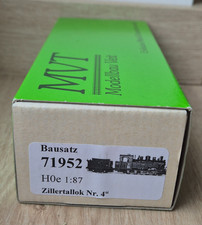 MVT
Modellbau Veit
Bausatz
71952
H0e 1:87
Zillertallok Nr. 4"